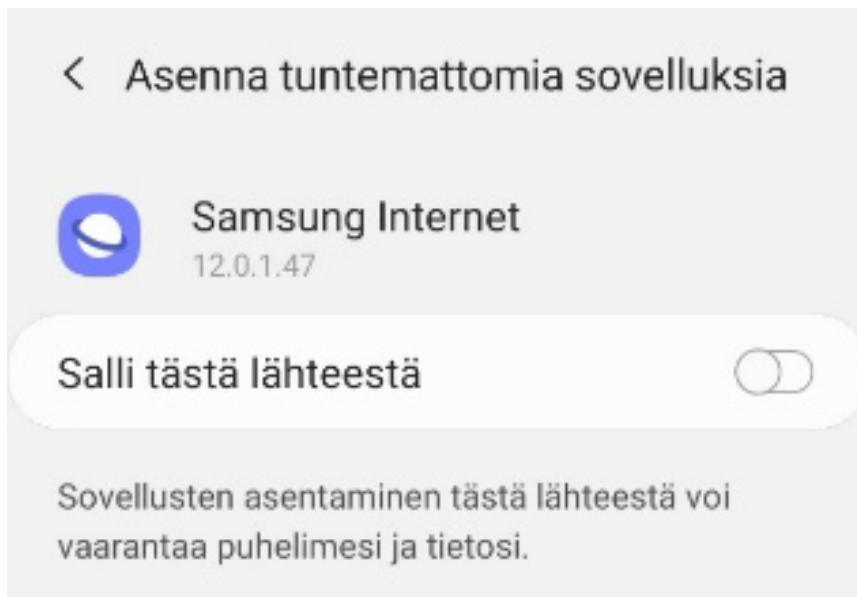 Asenna tuntemattomia sovelluksia
Samsung Internet
12.0.1.47
Salli tästä lähteestä
Sovellusten asentaminen tästä lähteestä voi
vaarantaa puhelimesi ja tietosi.